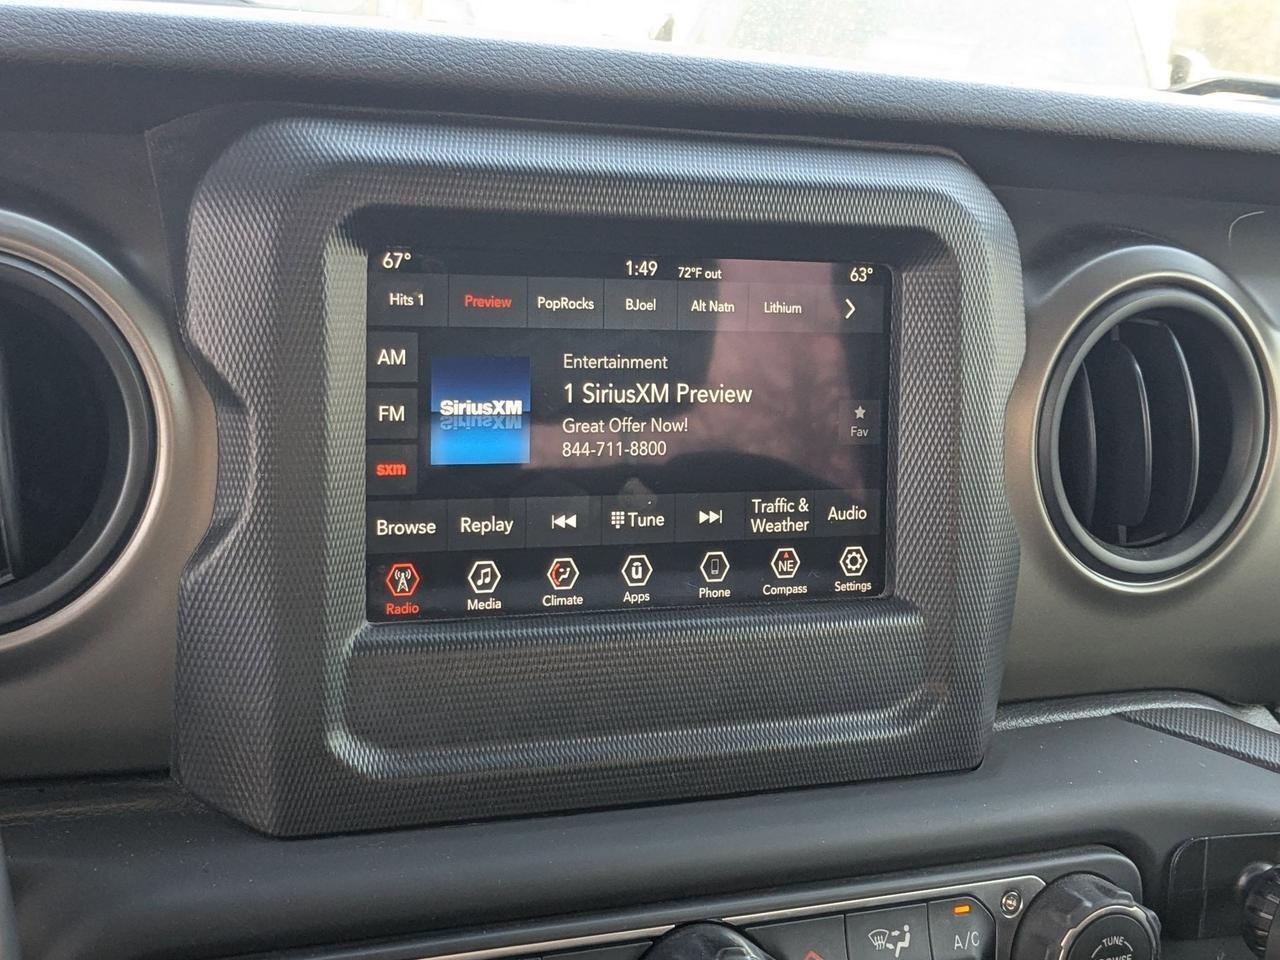 67°
1:49
72°F out
63°
Hits 1
Preview
PopRocks
BJoel
Alt Natn
Lithium
AM
FM
sxm
SiriusXM
Entertainment
1 SiriusXM Preview
Great Offer Now!
844-711-8800
Fav
Browse
Replay
Tune
Traffic &
Weather
Audio
Radio
Media
Climate
Apps
Phone
NE
Compass
Settings
A/C
TUNE
BROWSE